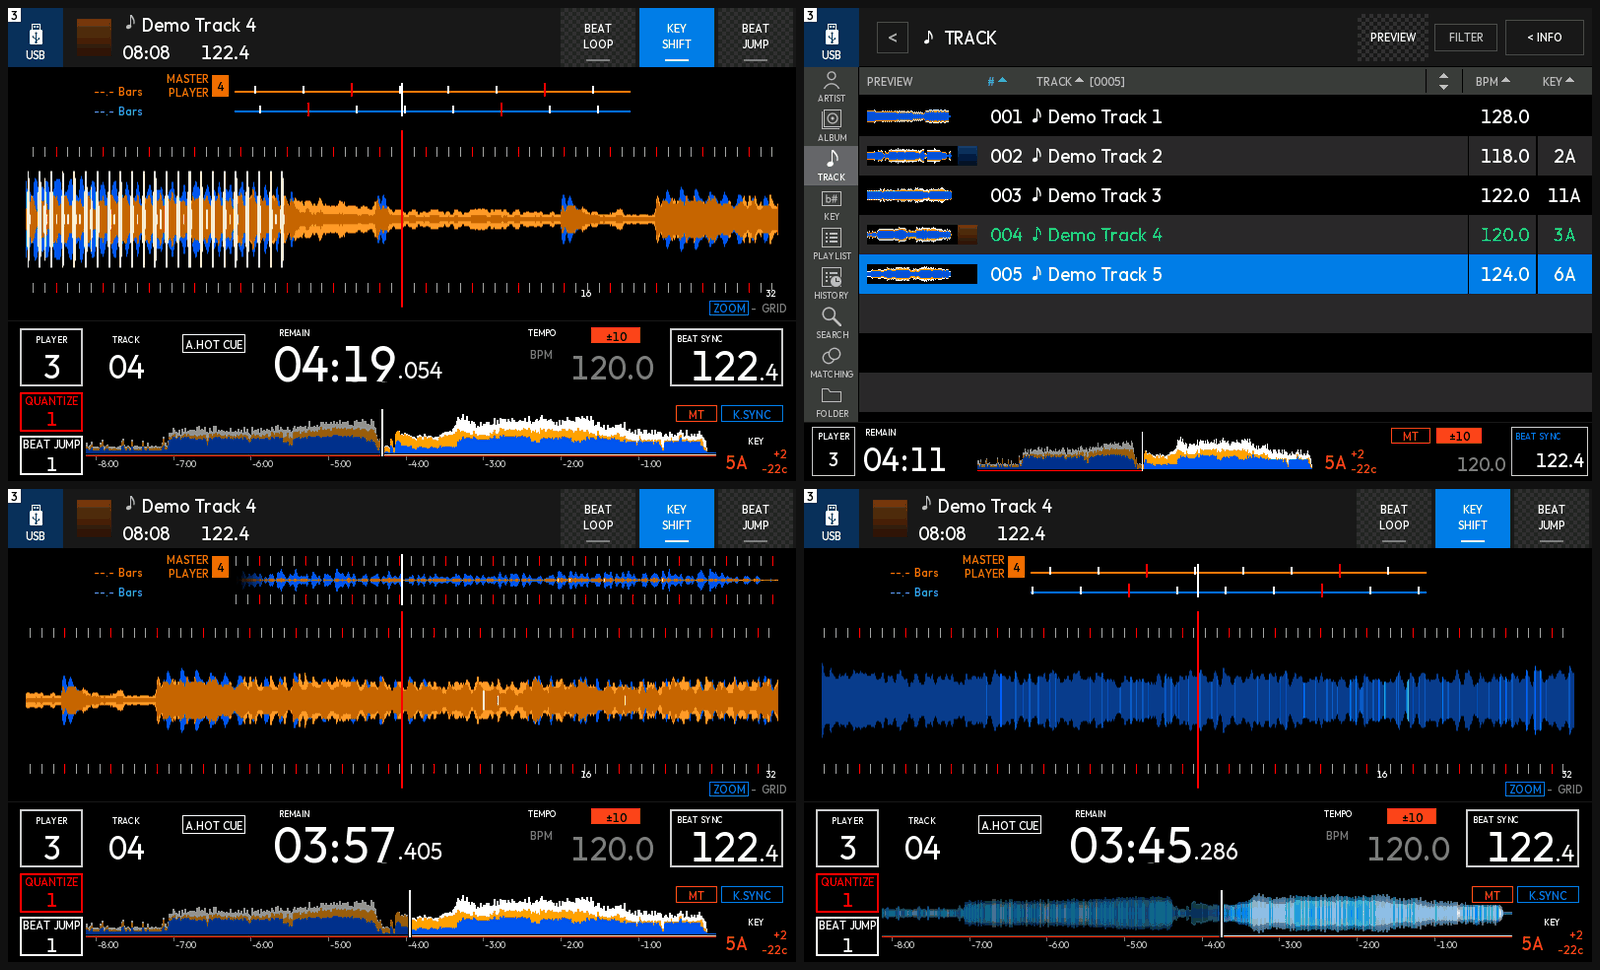 3
USB
Demo Track 4
08:08 122.4
BEAT LOOP
KEY SHIFT
BEAT JUMP
MASTER PLAYER 4
--.- Bars
--.- Bars
16 32
ZOOM - GRID
PLAYER 3
TRACK 04
A.HOT CUE
REMAIN
04:19.054
TEMPO ±10
BPM 120.0
BEAT SYNC 122.4
QUANTIZE 1
BEAT JUMP 1
MT K.SYNC
KEY
5A +2 -22c
-8:00 -7:00 -6:00 -5:00 -4:00 -3:00 -2:00 -1:00
3
USB
< TRACK
PREVIEW FILTER < INFO
ARTIST
ALBUM
TRACK
b# KEY
PLAYLIST
HISTORY
SEARCH
MATCHING
FOLDER
PREVIEW # TRACK [0005] BPM KEY
001 Demo Track 1 128.0
002 Demo Track 2 118.0 2A
003 Demo Track 3 122.0 11A
004 Demo Track 4 120.0 3A
005 Demo Track 5 124.0 6A
PLAYER 3
REMAIN
04:11
MT ±10
5A +2 -22c
120.0
BEAT SYNC
122.4
3
USB
Demo Track 4
08:08 122.4
BEAT LOOP
KEY SHIFT
BEAT JUMP
MASTER PLAYER 4
--.- Bars
--.- Bars
16 32
ZOOM - GRID
PLAYER 3
TRACK 04
A.HOT CUE
REMAIN
03:57.405
TEMPO ±10
BPM 120.0
BEAT SYNC 122.4
QUANTIZE 1
BEAT JUMP 1
MT K.SYNC
KEY
5A +2 -22c
-8:00 -7:00 -6:00 -5:00 -4:00 -3:00 -2:00 -1:00
3
USB
Demo Track 4
08:08 122.4
BEAT LOOP
KEY SHIFT
BEAT JUMP
MASTER PLAYER 4
--.- Bars
--.- Bars
16 32
ZOOM - GRID
PLAYER 3
TRACK 04
A.HOT CUE
REMAIN
03:45.286
TEMPO ±10
BPM 120.0
BEAT SYNC 122.4
QUANTIZE 1
BEAT JUMP 1
MT K.SYNC
KEY
5A +2 -22c
-8:00 -7:00 -6:00 -5:00 -4:00 -3:00 -2:00 -1:00